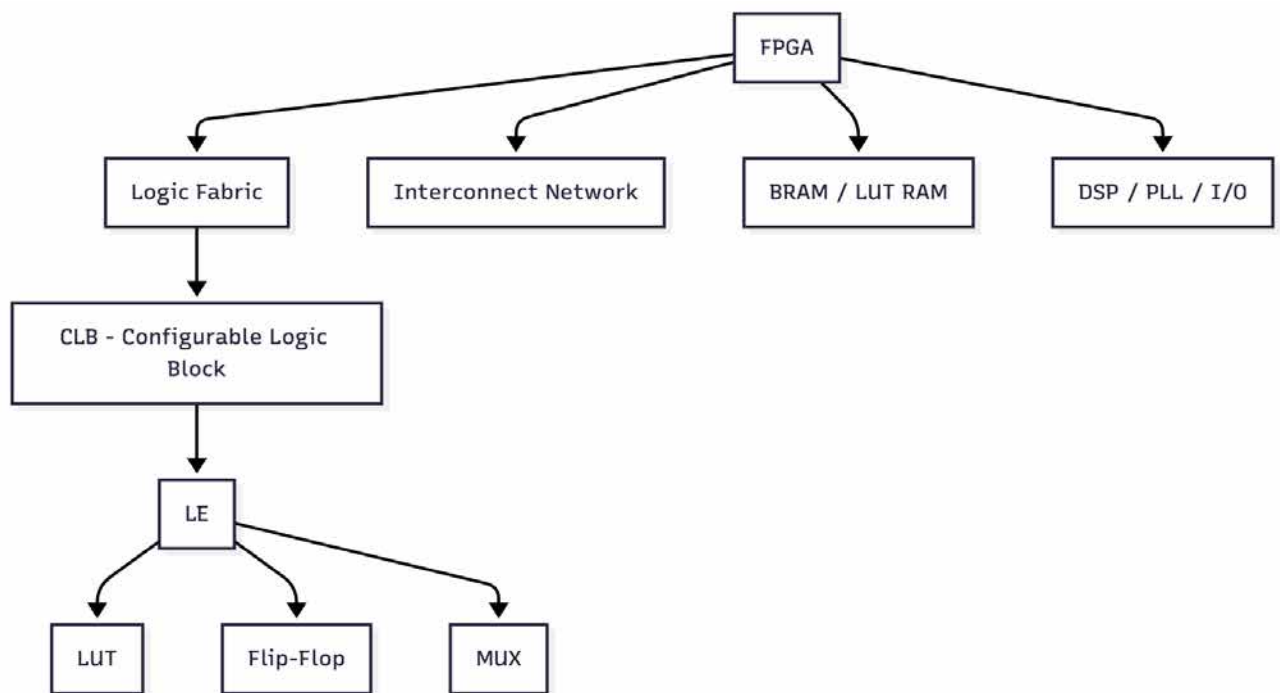 FPGA
Logic Fabric
Interconnect Network
BRAM / LUT RAM
DSP / PLL / I/O
CLB - Configurable Logic
Block
LE
LUT
Flip-Flop
MUX